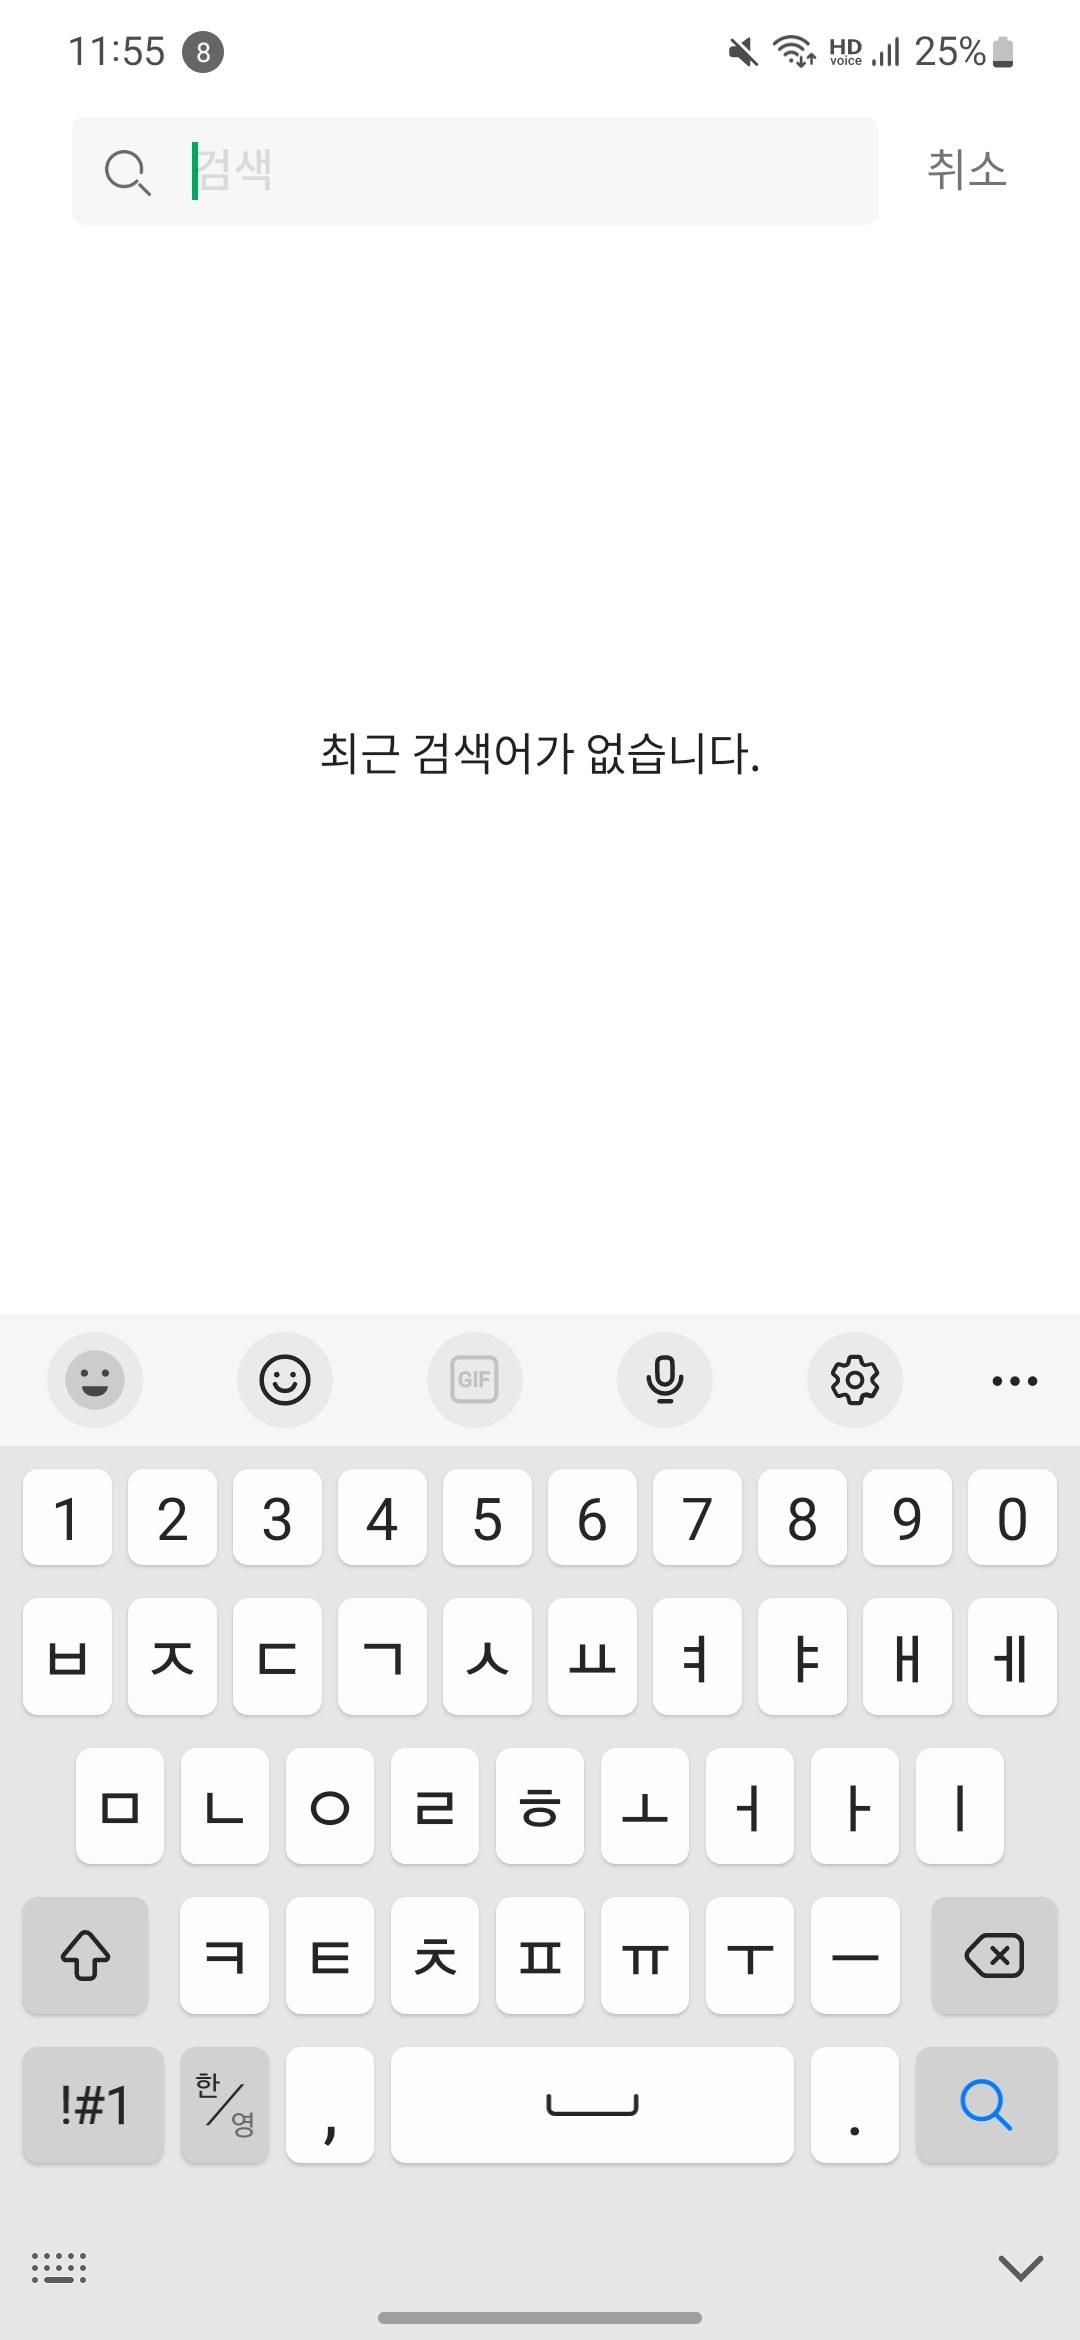 11:55 8 HD voice 25%
검색 취소
최근 검색어가 없습니다.
GIF
1 2 3 4 5 6 7 8 9 0
ㅂ ㅈ ㄷ ㄱ ㅅ ㅛ ㅕ ㅑ ㅐ ㅔ
ㅁ ㄴ ㅇ ㄹ ㅎ ㅗ ㅓ ㅏ ㅣ
ㅋ ㅌ ㅊ ㅍ ㅠ ㅜ ㅡ
!#1 한/영 , .